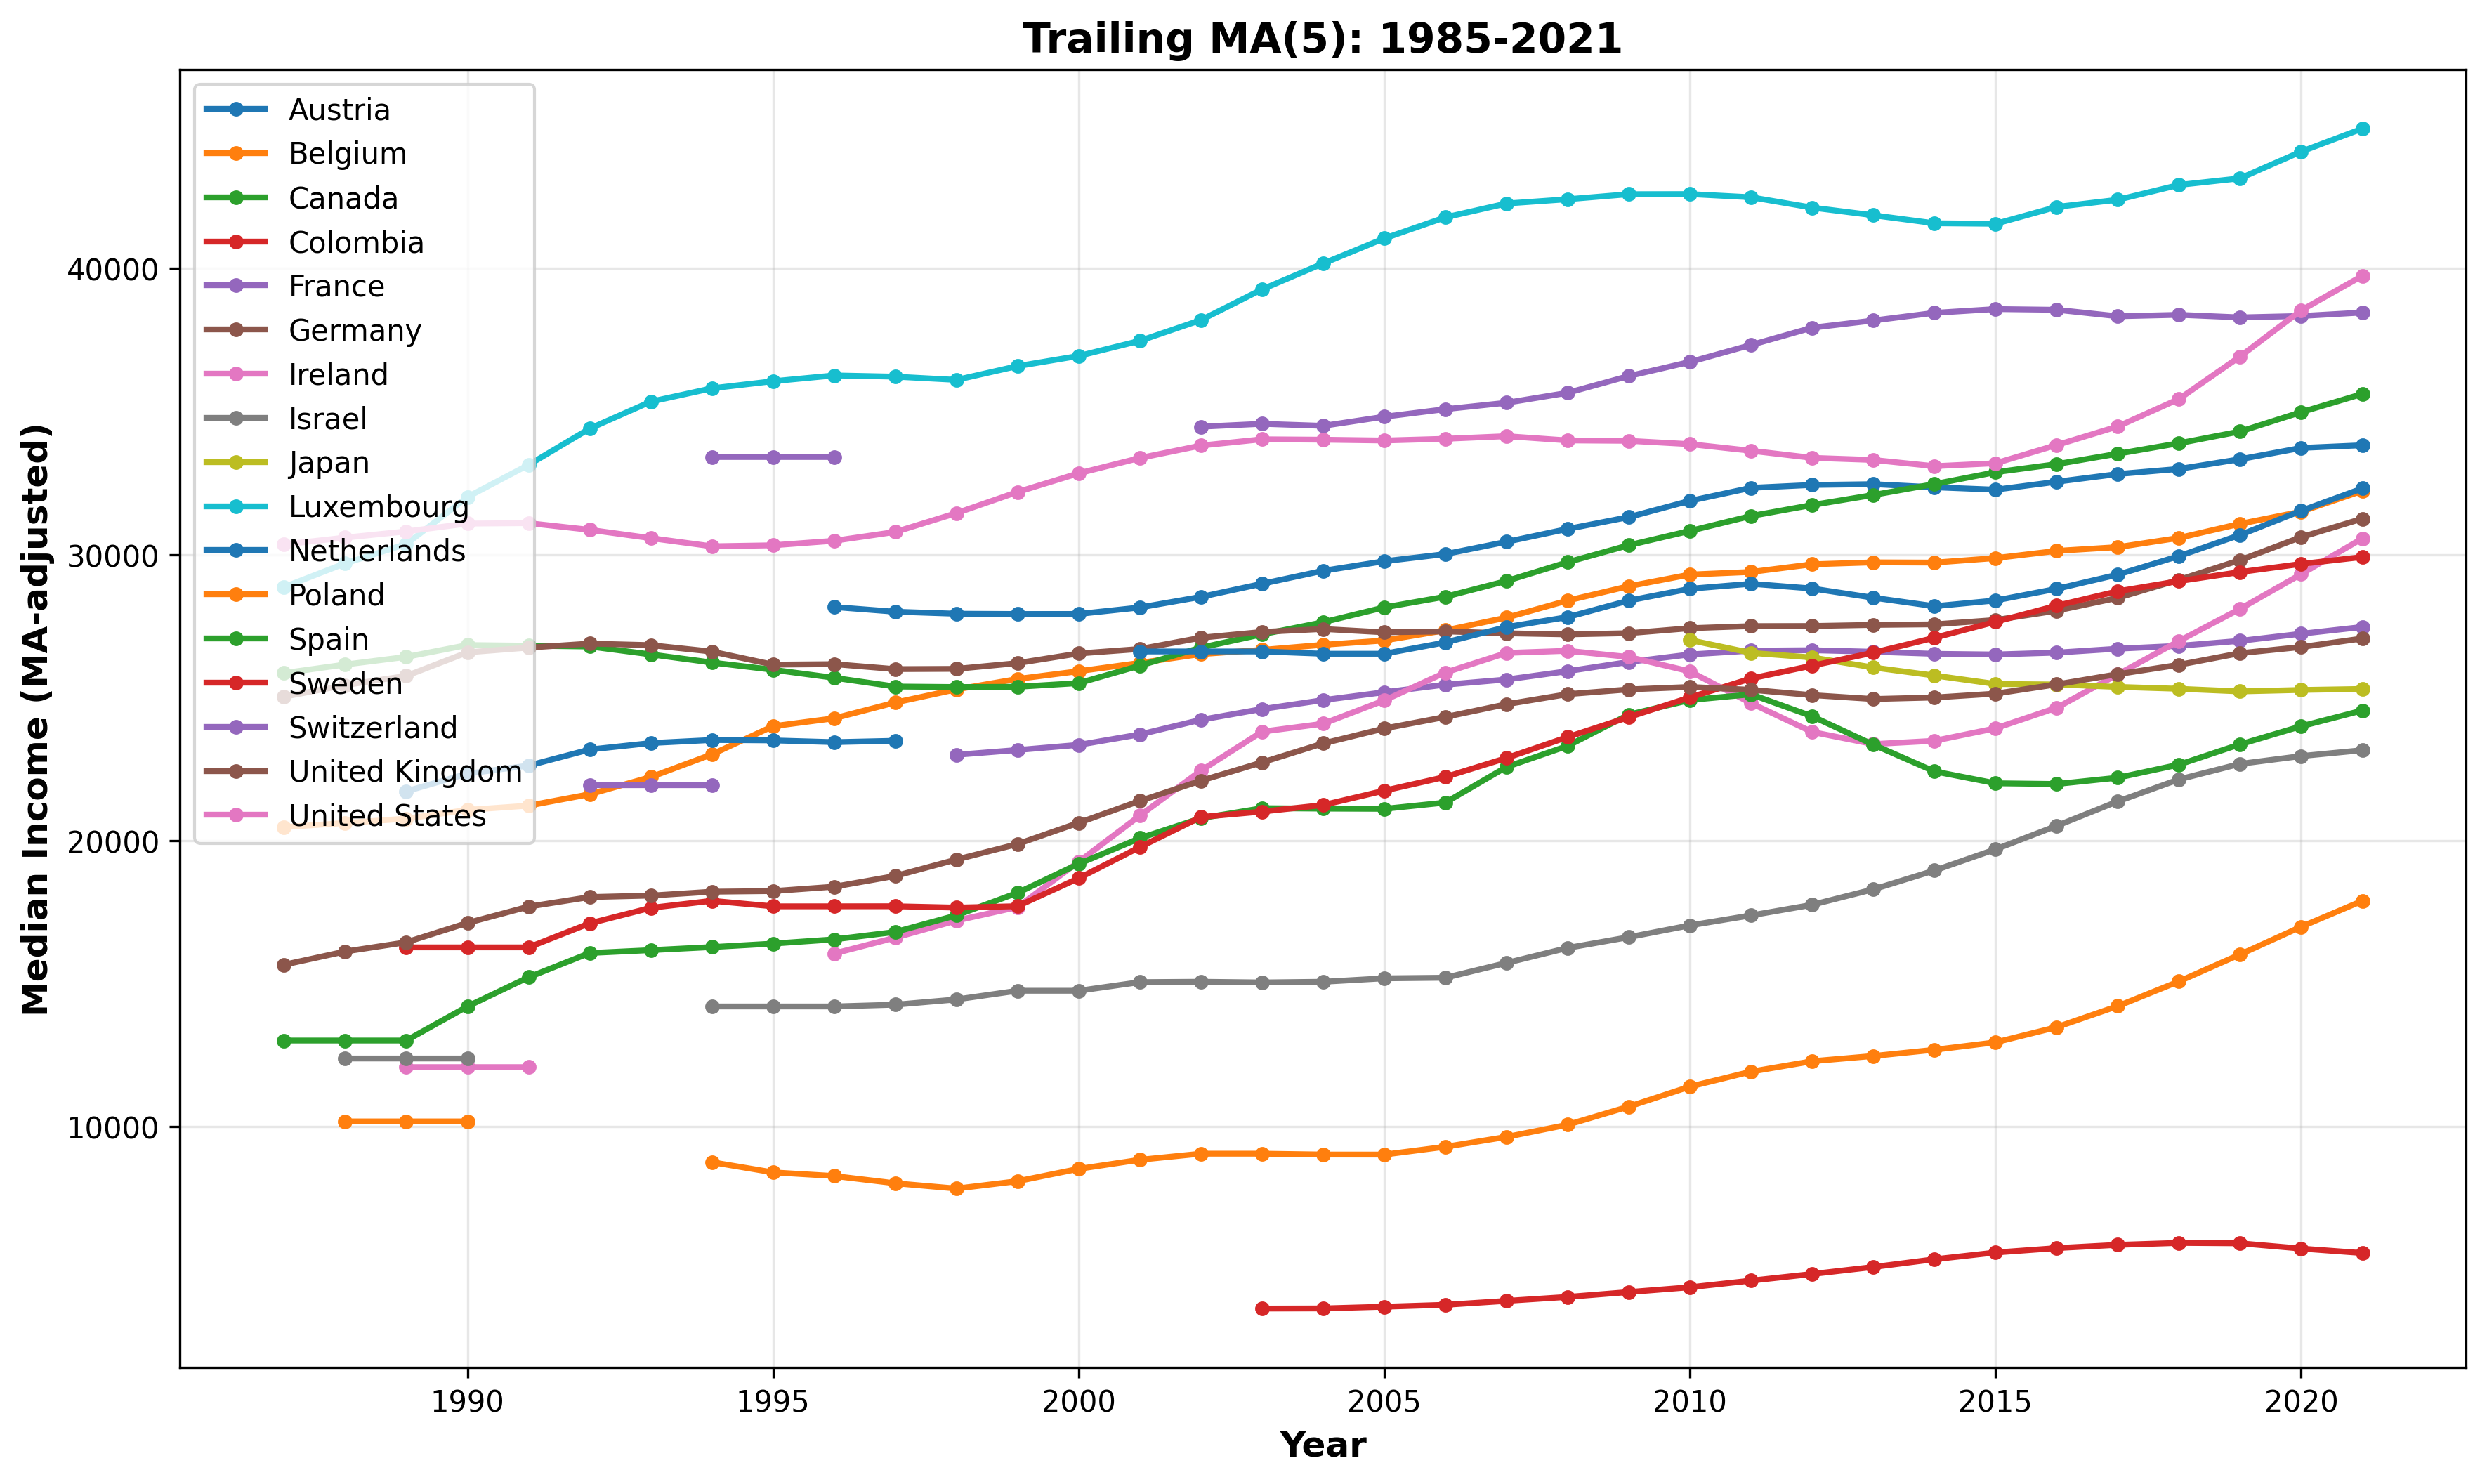 Trailing MA(5): 1985-2021
Austria
Belgium
Canada
Colombia
France
Germany
Ireland
Israel
Japan
Luxembourg
Netherlands
Poland
Spain
Sweden
Switzerland
United Kingdom
United States
Median Income (MA-adjusted)
40000
30000
20000
10000
1990
1995
2000
2005
2010
2015
2020
Year